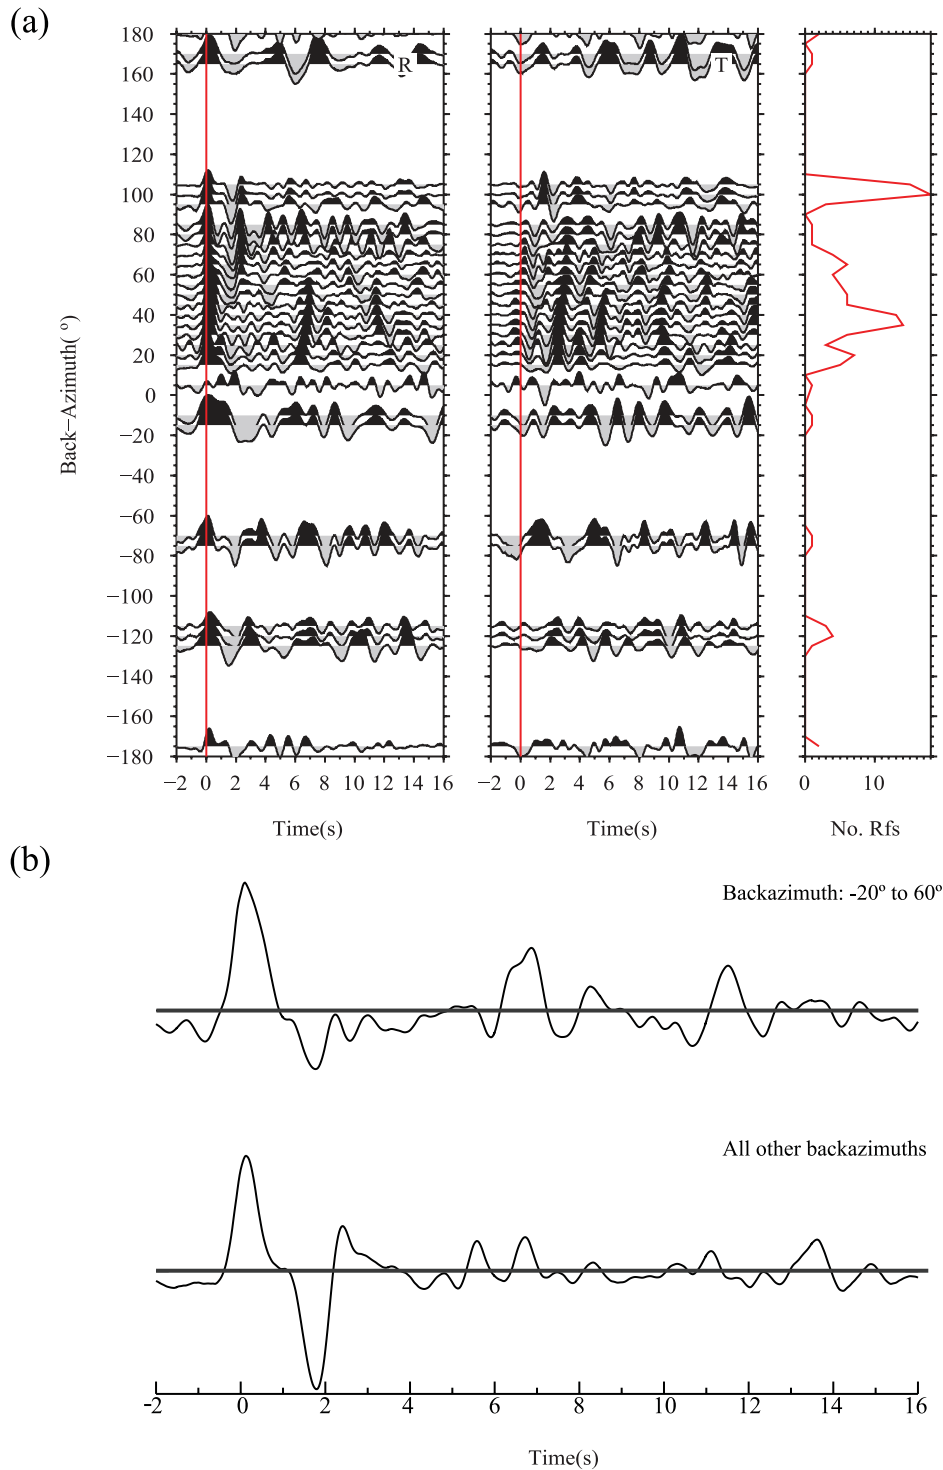 (a)
R
T
180
160
140
120
100
80
60
40
20
0
−20
−40
−60
−80
−100
−120
−140
−160
−180
Back−Azimuth( º)
−2 0 2 4 6 8 10 12 14 16
−2 0 2 4 6 8 10 12 14 16
10
Time(s)
Time(s)
No. Rfs
(b)
Backazimuth: -20º to 60º
All other backazimuths
-2 0 2 4 6 8 10 12 14 16
Time(s)